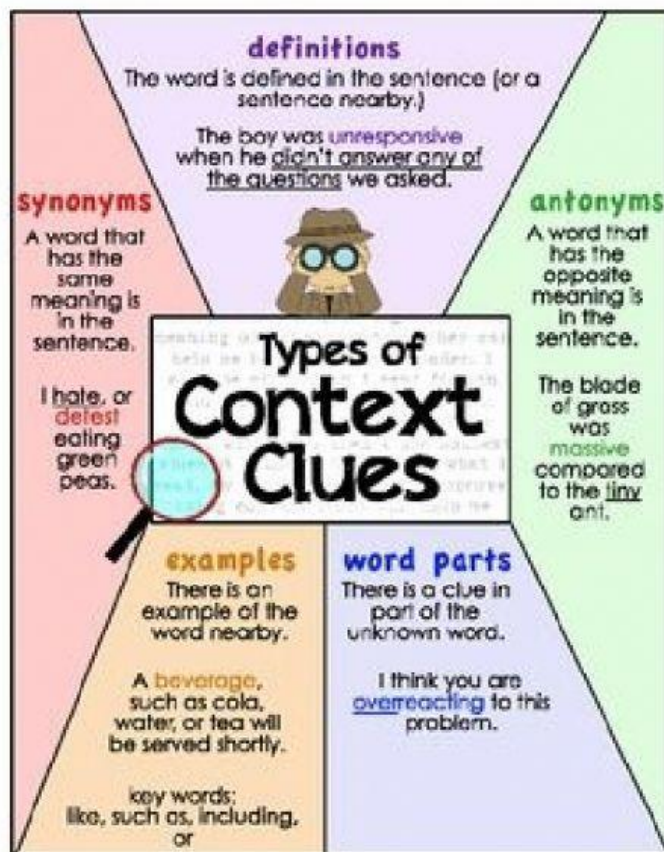 definitions
The word is defined in the sentence (or a
sentence nearby.)
The boy was unresponsive
when he didn't answer any of
the questions we asked.
synonyms
A word that
has the
same
meaning is
in the
sentence.
I hate, or
detest
eating
green
peas.
antonyms
A word that
has the
opposite
meaning is
in the
sentence.
The blade
of grass
was
massive
compared
to the tiny
ant.
Types of
Context
Clues
examples
There is an
example of the
word nearby.
A beverage,
such as cola,
water, or tea will
be served shortly.
key words:
like, such as, including,
or
word parts
There is a clue in
part of the
unknown word.
I think you are
overreacting to this
problem.